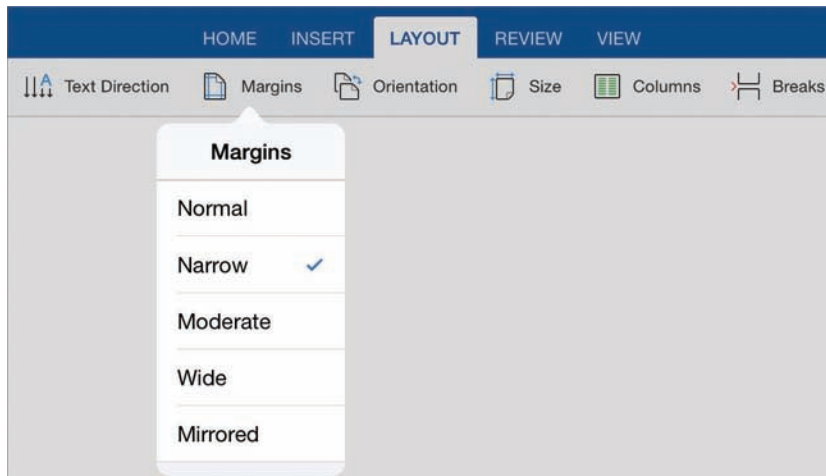 HOME INSERT LAYOUT REVIEW VIEW
Text Direction Margins Orientation Size Columns Breaks
Margins
Normal
Narrow
Moderate
Wide
Mirrored